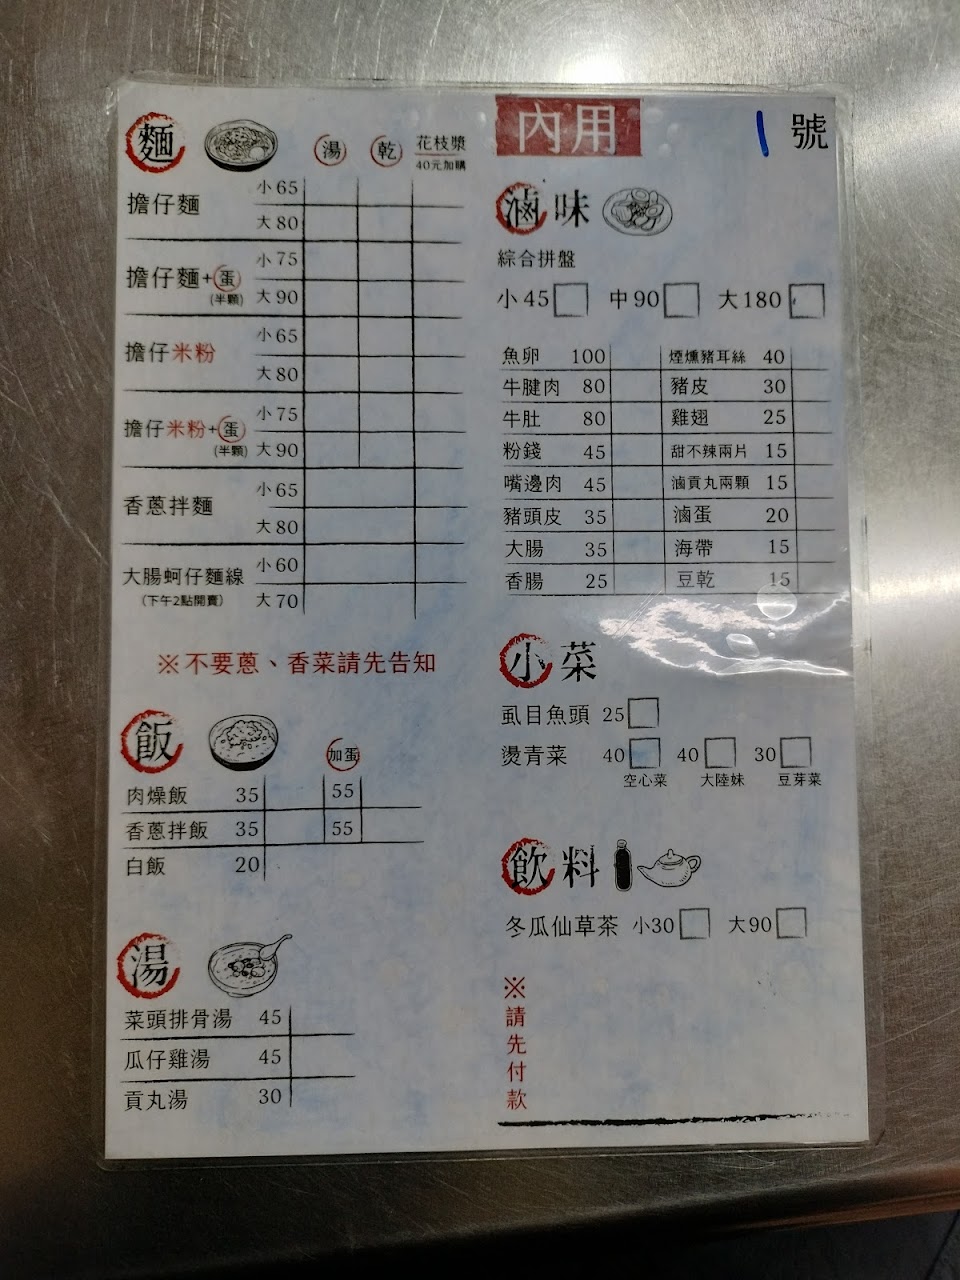 麵 湯 乾 花枝漿
40元加購
擔仔麵 小65
大80
擔仔麵+蛋 小75
(半顆) 大90
擔仔米粉 小65
大80
擔仔米粉+蛋 小75
(半顆) 大90
香蔥拌麵 小65
大80
大腸蚵仔麵線 小60
(下午2點開賣) 大70
※不要蔥、香菜請先告知
飯 加蛋
肉燥飯 35 55
香蔥拌飯 35 55
白飯 20
湯
菜頭排骨湯 45
瓜仔雞湯 45
貢丸湯 30
內用 1 號
滷味
綜合拼盤
小45 中90 大180
魚卵 100 煙燻豬耳絲 40
牛腱肉 80 豬皮 30
牛肚 80 雞翅 25
粉錢 45 甜不辣兩片 15
嘴邊肉 45 滷貢丸兩顆 15
豬頭皮 35 滷蛋 20
大腸 35 海帶 15
香腸 25 豆乾 15
小菜
虱目魚頭 25
燙青菜 40 40 30
空心菜 大陸妹 豆芽菜
飲料
冬瓜仙草茶 小30 大90
※請先付款